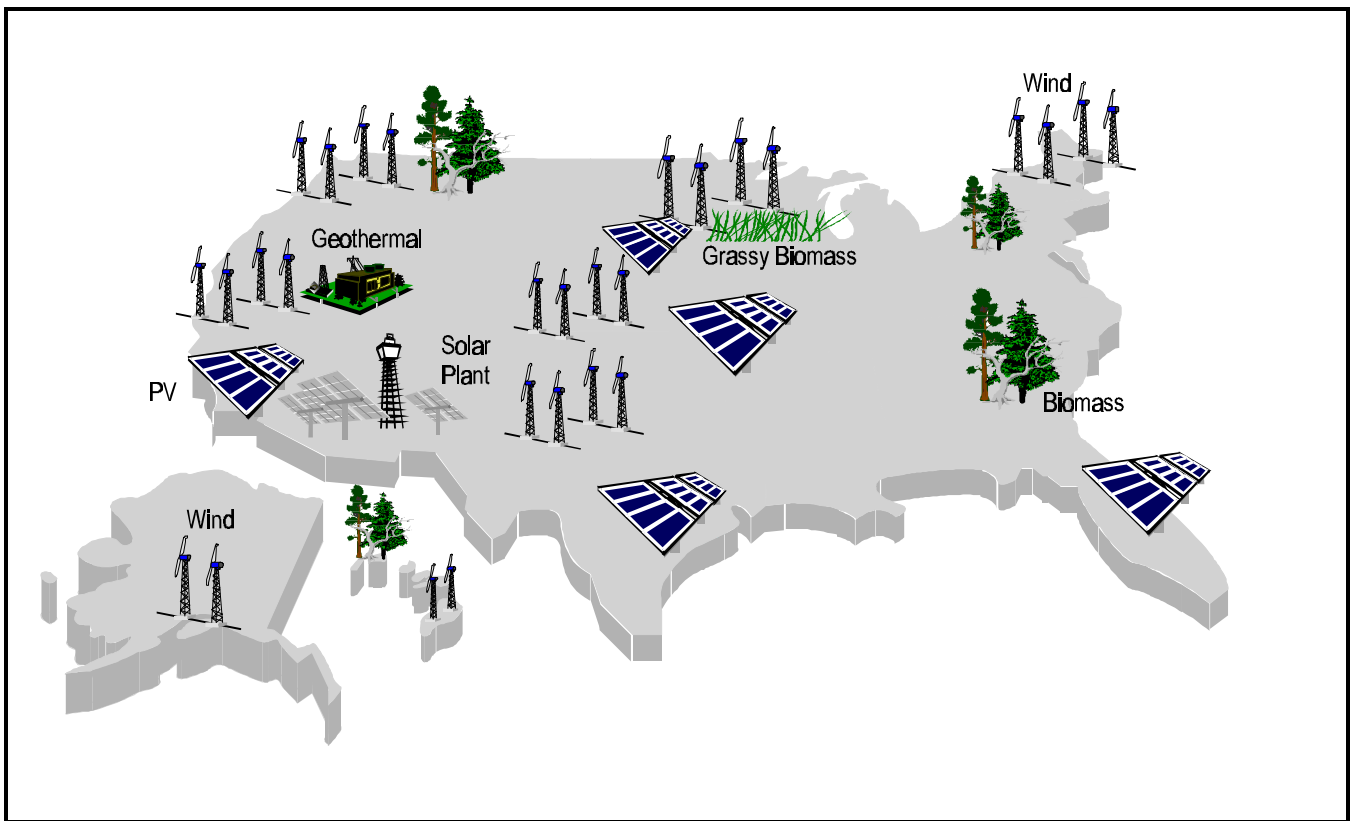 Wind
Geothermal
Grassy Biomass
Solar
Plant
PV
Biomass
Wind